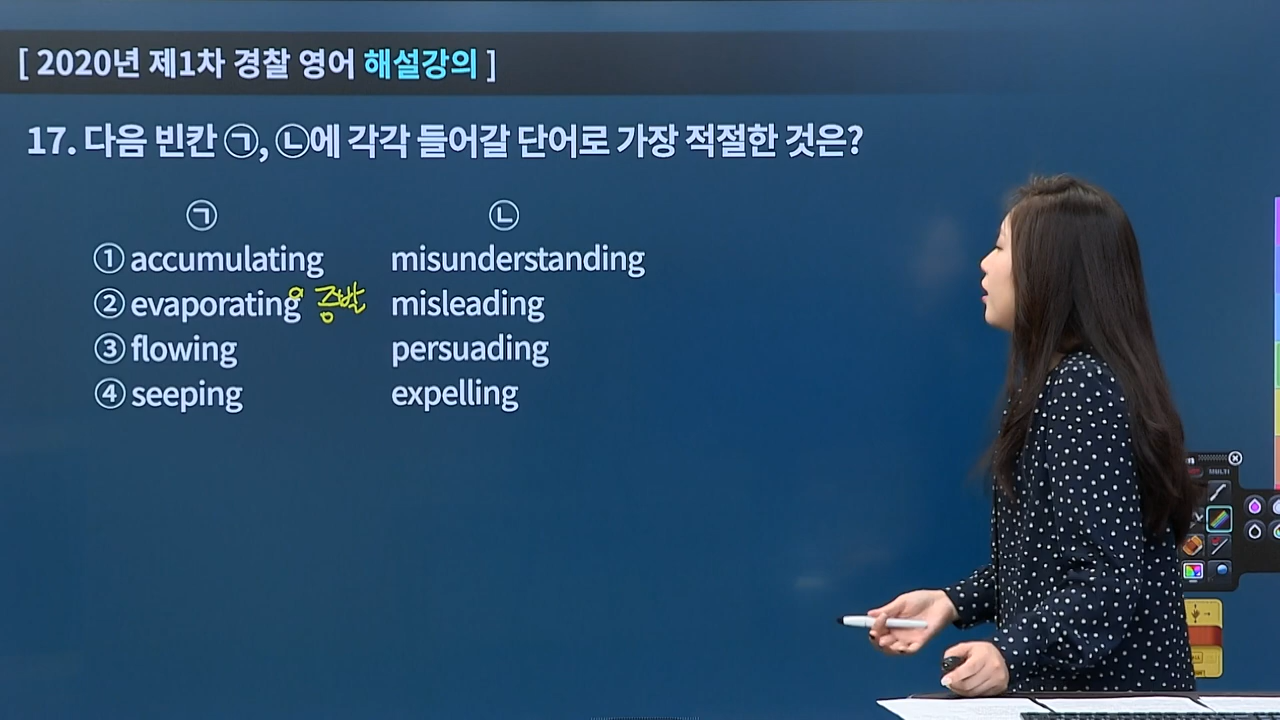 [ 2020년 제1차 경찰 영어 해설강의 ]
17. 다음 빈칸 ㉠, ㉡에 각각 들어갈 단어로 가장 적절한 것은?
㉠ ㉡
① accumulating misunderstanding
② evaporating 증발 misleading
③ flowing persuading
④ seeping expelling
MULTI